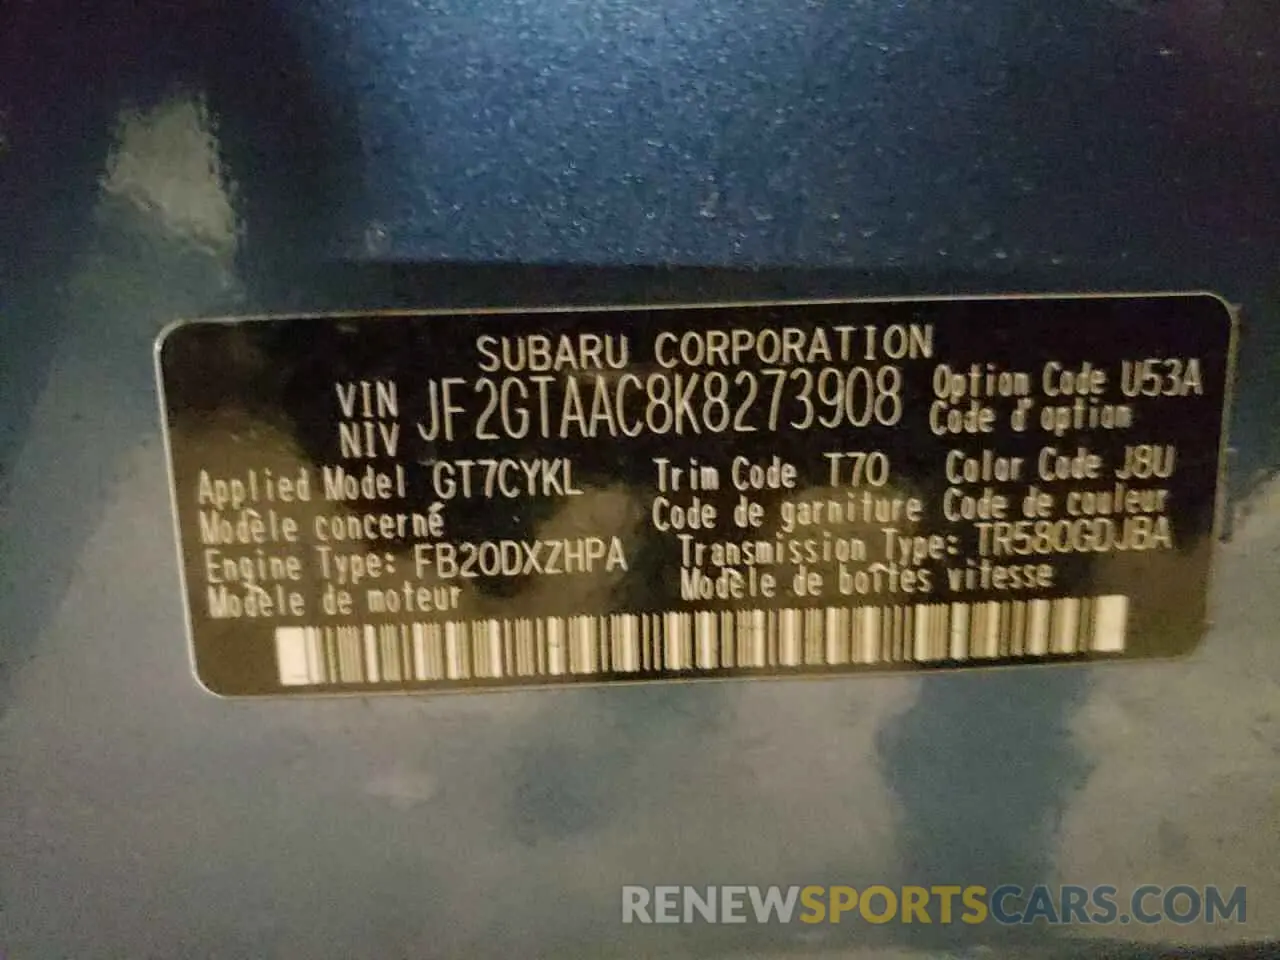 SUBARU CORPORATION
VIN JF2GTAAC8K8273908 Option Code U53A
NIV Code d'option
Applied Model GT7CYKL Trim Code T70 Color Code J8U
Modèle concerné Code de garniture Code de couleur
Engine Type: FB20DXZHPA Transmission Type: TR580GDJBA
Modèle de moteur Modèle de boîtes vitesse
RENEWSPORTSCARS.COM